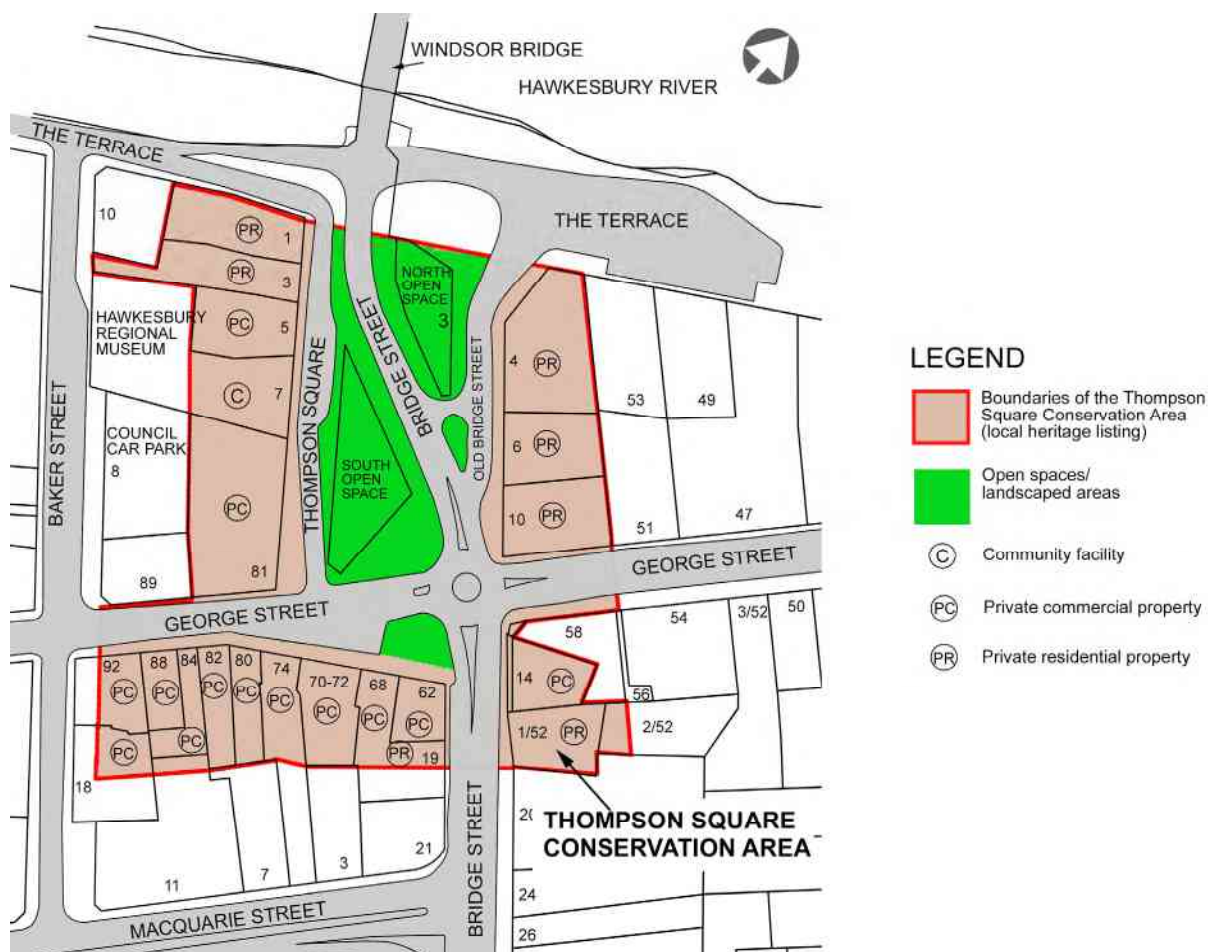 WINDSOR BRIDGE
HAWKESBURY RIVER
THE TERRACE
THE TERRACE
10
PR
1
PR
3
HAWKESBURY
REGIONAL
MUSEUM
PC
5
C
7
COUNCIL
CAR PARK
8
PC
81
89
BAKER STREET
THOMPSON SQUARE
BRIDGE STREET
OLD BRIDGE STREET
NORTH
OPEN
SPACE
3
SOUTH
OPEN
SPACE
4
PR
6
PR
10
PR
53
49
51
47
GEORGE STREET
GEORGE STREET
92
PC
88
PC
84
82
PC
80
PC
74
PC
70-72
PC
68
PC
62
PC
PC
PC
PR
19
18
58
54
3/52
50
14
PC
56
1/52
PR
2/52
THOMPSON SQUARE
CONSERVATION AREA
11
7
3
21
24
26
MACQUARIE STREET
BRIDGE STREET
LEGEND
Boundaries of the Thompson
Square Conservation Area
(local heritage listing)
Open spaces/
landscaped areas
C Community facility
PC Private commercial property
PR Private residential property